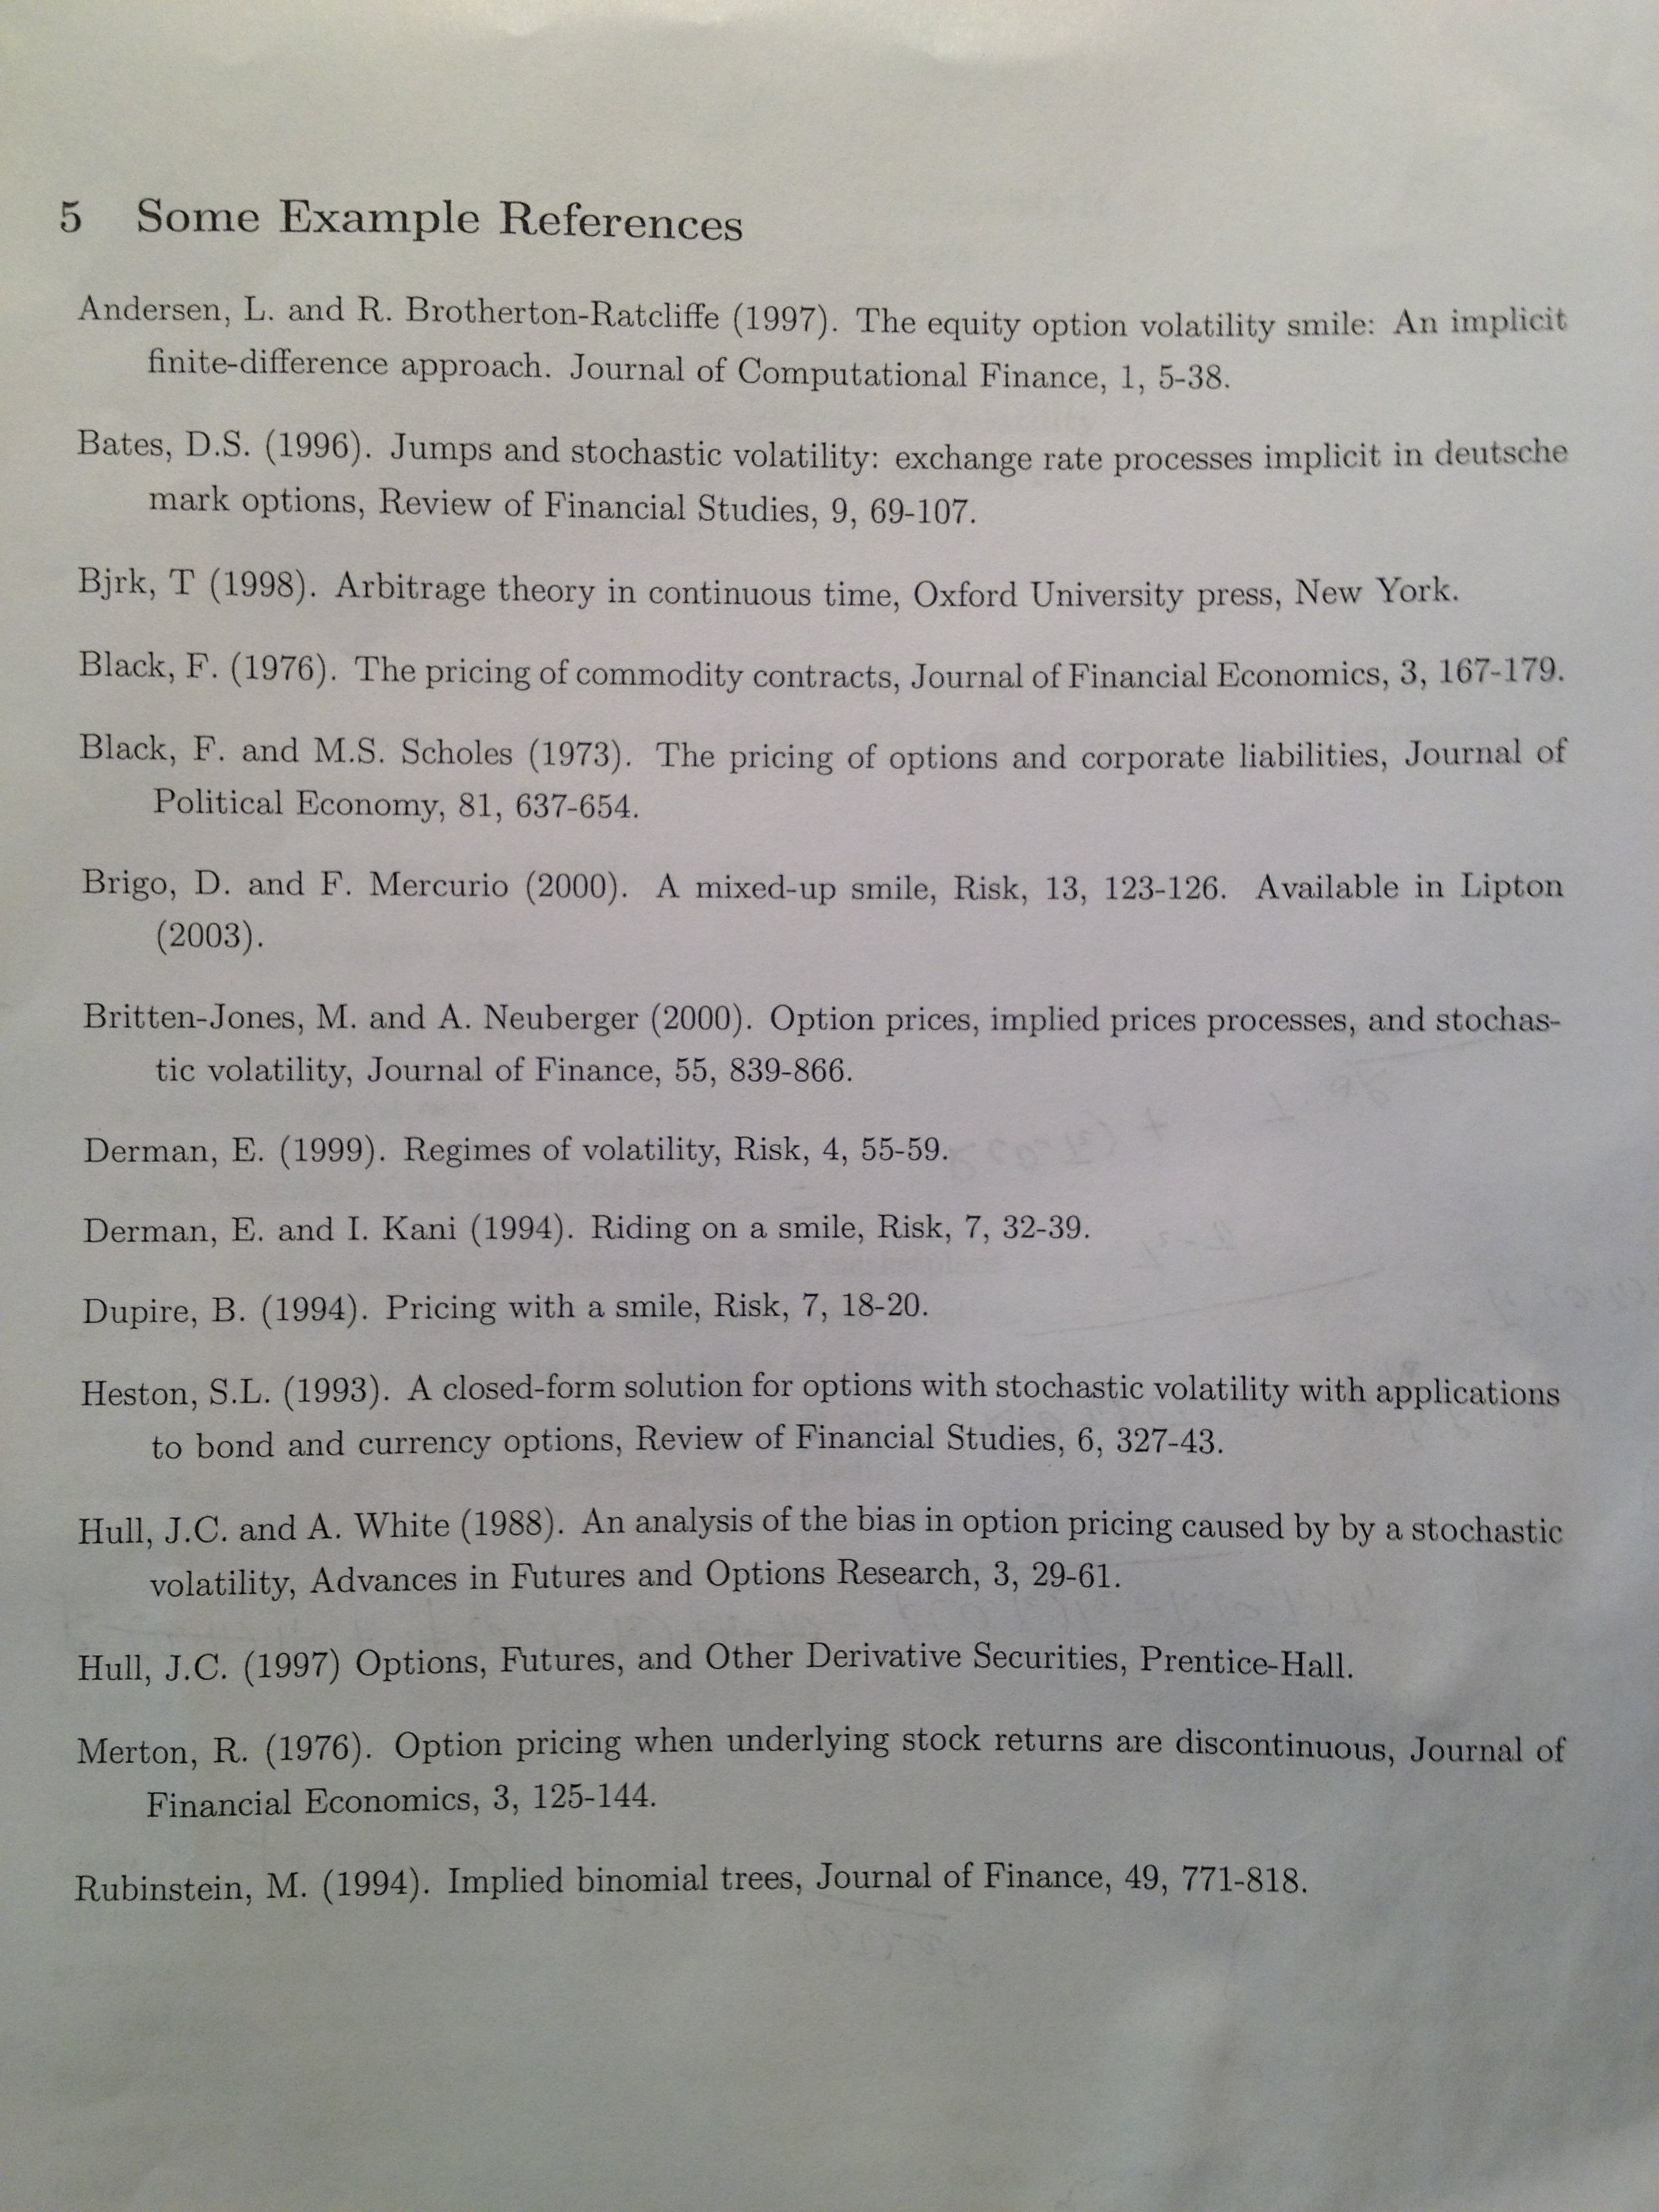 5 Some Example References
Andersen, L. and R. Brotherton-Ratcliffe (1997). The equity option volatility smile: An implicit
finite-difference approach. Journal of Computational Finance, 1, 5-38.
Bates, D.S. (1996). Jumps and stochastic volatility: exchange rate processes implicit in deutsche
mark options, Review of Financial Studies, 9, 69-107.
Bjrk, T (1998). Arbitrage theory in continuous time, Oxford University press, New York.
Black, F. (1976). The pricing of commodity contracts, Journal of Financial Economics, 3, 167-179.
Black, F. and M.S. Scholes (1973). The pricing of options and corporate liabilities, Journal of
Political Economy, 81, 637-654.
Brigo, D. and F. Mercurio (2000). A mixed-up smile, Risk, 13, 123-126. Available in Lipton
(2003).
Britten-Jones, M. and A. Neuberger (2000). Option prices, implied prices processes, and stochas-
tic volatility, Journal of Finance, 55, 839-866.
Derman, E. (1999). Regimes of volatility, Risk, 4, 55-59.
Derman, E. and I. Kani (1994). Riding on a smile, Risk, 7, 32-39.
Dupire, B. (1994). Pricing with a smile, Risk, 7, 18-20.
Heston, S.L. (1993). A closed-form solution for options with stochastic volatility with applications
to bond and currency options, Review of Financial Studies, 6, 327-43.
Hull, J.C. and A. White (1988). An analysis of the bias in option pricing caused by by a stochastic
volatility, Advances in Futures and Options Research, 3, 29-61.
Hull, J.C. (1997) Options, Futures, and Other Derivative Securities, Prentice-Hall.
Merton, R. (1976). Option pricing when underlying stock returns are discontinuous, Journal of
Financial Economics, 3, 125-144.
Rubinstein, M. (1994). Implied binomial trees, Journal of Finance, 49, 771-818.